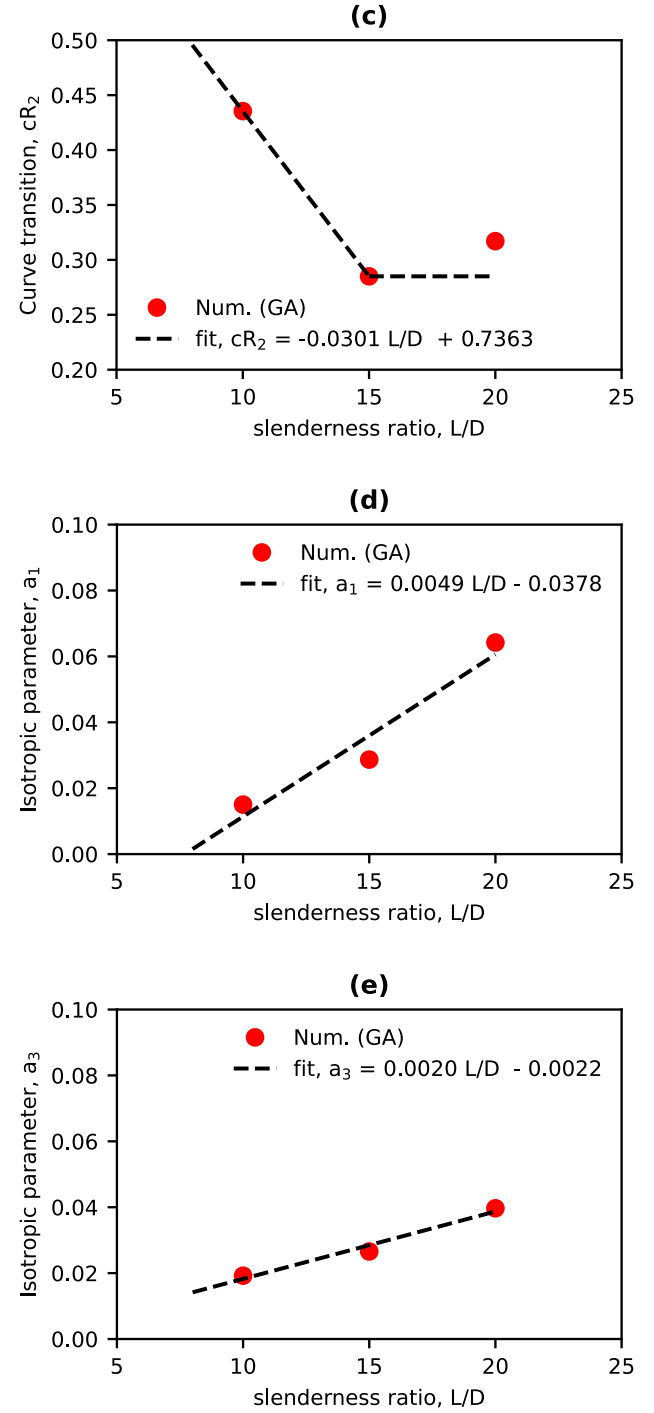 (c)
0.50
0.45
0.40
0.35
0.30
0.25
0.20
Curve transition, cR₂
Num. (GA)
fit, cR₂ = -0.0301 L/D + 0.7363
5 10 15 20 25
slenderness ratio, L/D
(d)
0.10
0.08
0.06
0.04
0.02
0.00
Isotropic parameter, a₁
Num. (GA)
fit, a₁ = 0.0049 L/D - 0.0378
5 10 15 20 25
slenderness ratio, L/D
(e)
0.10
0.08
0.06
0.04
0.02
0.00
Isotropic parameter, a₃
Num. (GA)
fit, a₃ = 0.0020 L/D - 0.0022
5 10 15 20 25
slenderness ratio, L/D